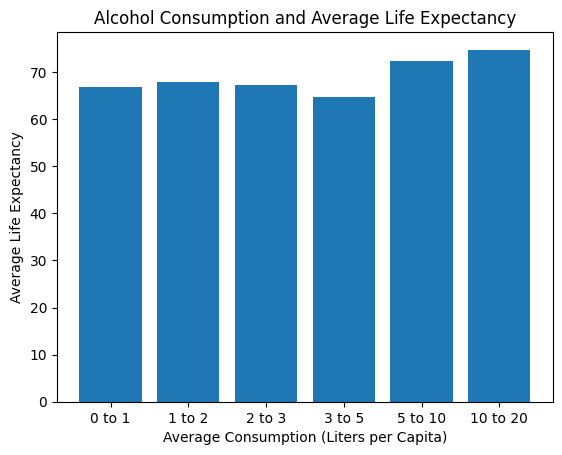 Alcohol Consumption and Average Life Expectancy
Average Life Expectancy
70
60
50
40
30
20
10
0
0 to 1
1 to 2
2 to 3
3 to 5
5 to 10
10 to 20
Average Consumption (Liters per Capita)